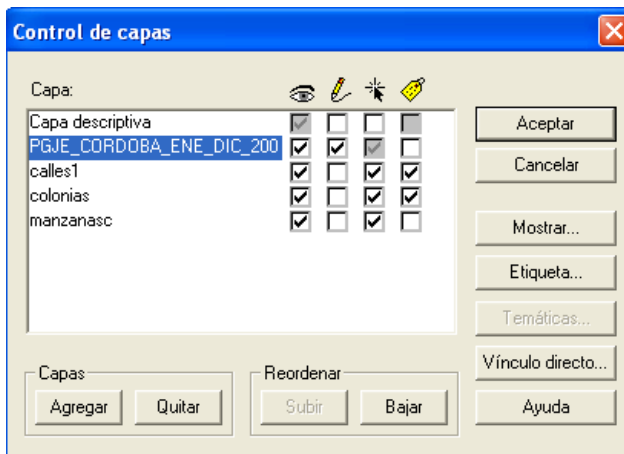 Control de capas
Capa:
Capa descriptiva
PGJE_CORDOBA_ENE_DIC_200
calles1
colonias
manzanasc
Aceptar
Cancelar
Mostrar...
Etiqueta...
Temáticas...
Vínculo directo...
Ayuda
Capas
Agregar Quitar
Reordenar
Subir Bajar